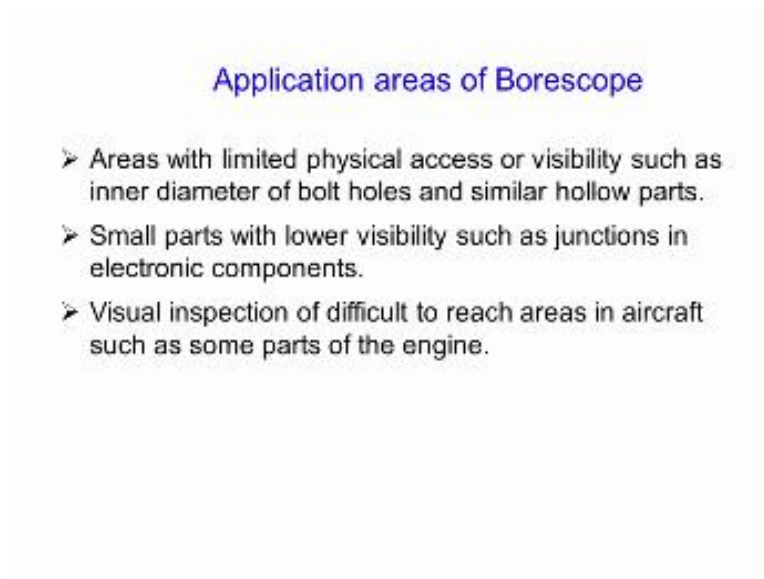 Application areas of Borescope
➢ Areas with limited physical access or visibility such as
inner diameter of bolt holes and similar hollow parts.
➢ Small parts with lower visibility such as junctions in
electronic components.
➢ Visual inspection of difficult to reach areas in aircraft
such as some parts of the engine.